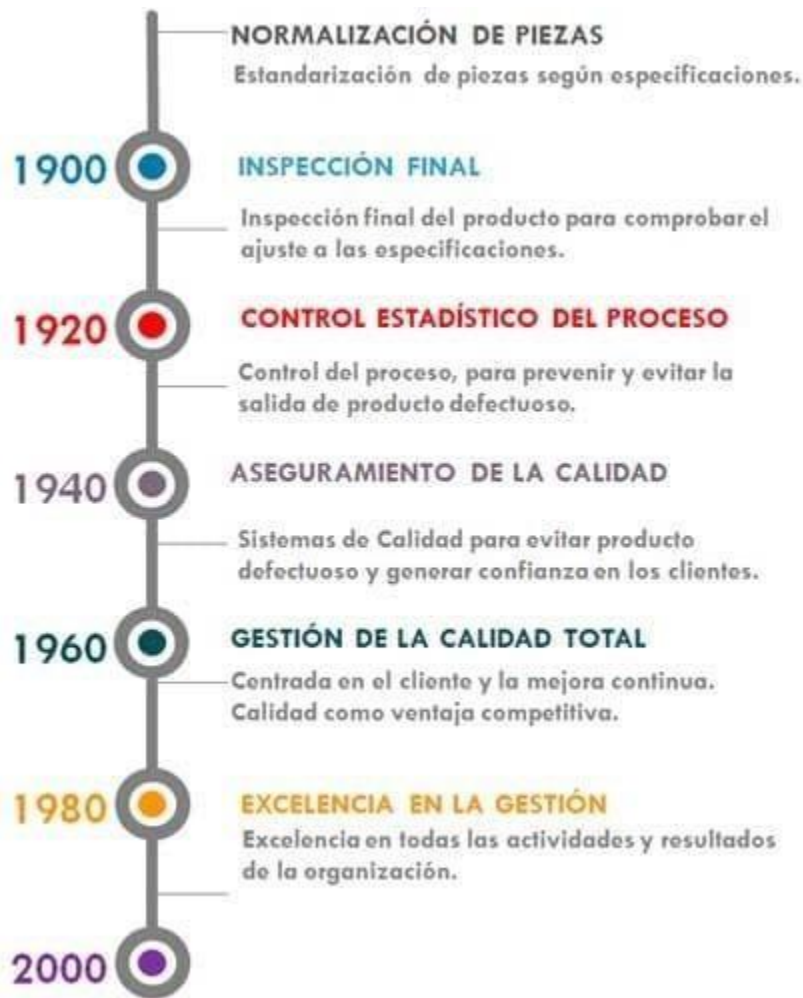 NORMALIZACIÓN DE PIEZAS
Estandarización de piezas según especificaciones.
1900
INSPECCIÓN FINAL
Inspección final del producto para comprobar el
ajuste a las especificaciones.
1920
CONTROL ESTADÍSTICO DEL PROCESO
Control del proceso, para prevenir y evitar la
salida de producto defectuoso.
1940
ASEGURAMIENTO DE LA CALIDAD
Sistemas de Calidad para evitar producto
defectuoso y generar confianza en los clientes.
1960
GESTIÓN DE LA CALIDAD TOTAL
Centrada en el cliente y la mejora continua.
Calidad como ventaja competitiva.
1980
EXCELENCIA EN LA GESTIÓN
Excelencia en todas las actividades y resultados
de la organización.
2000